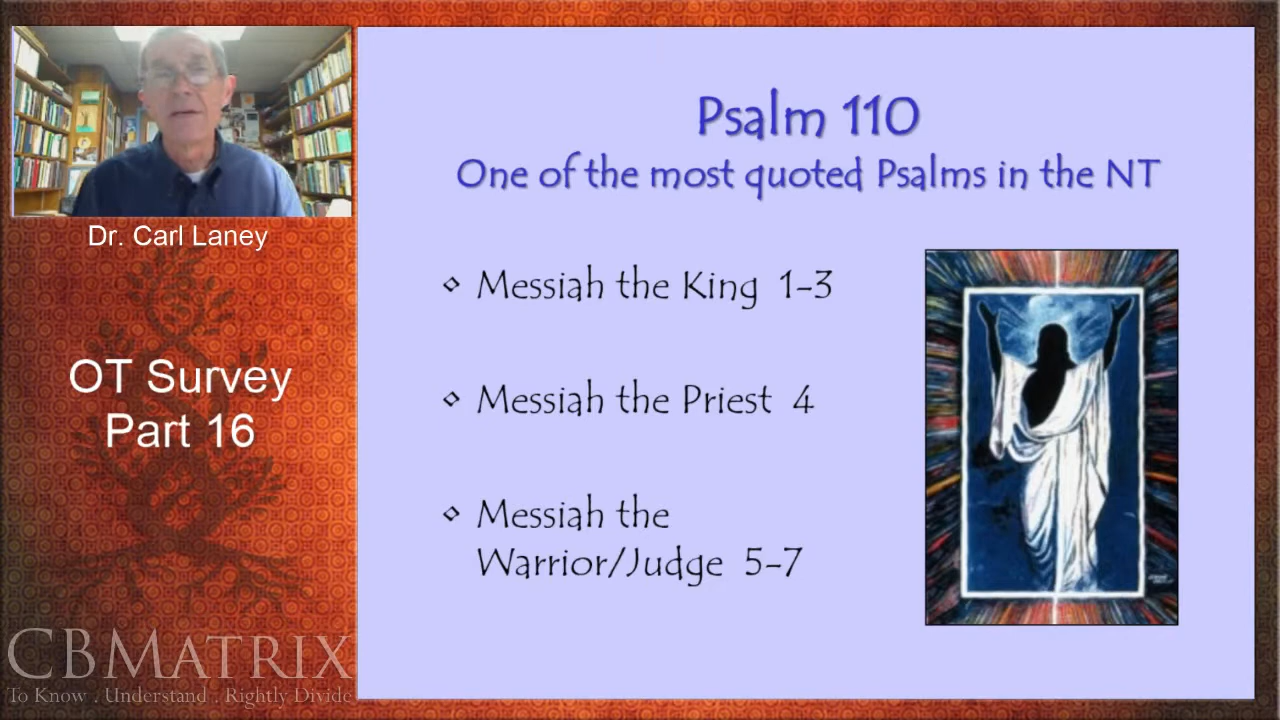 Dr. Carl Laney
OT Survey
Part 16
CBMATRIX
To Know . Understand . Rightly Divide
Psalm 110
One of the most quoted Psalms in the NT
• Messiah the King 1-3
• Messiah the Priest 4
• Messiah the
Warrior/Judge 5-7